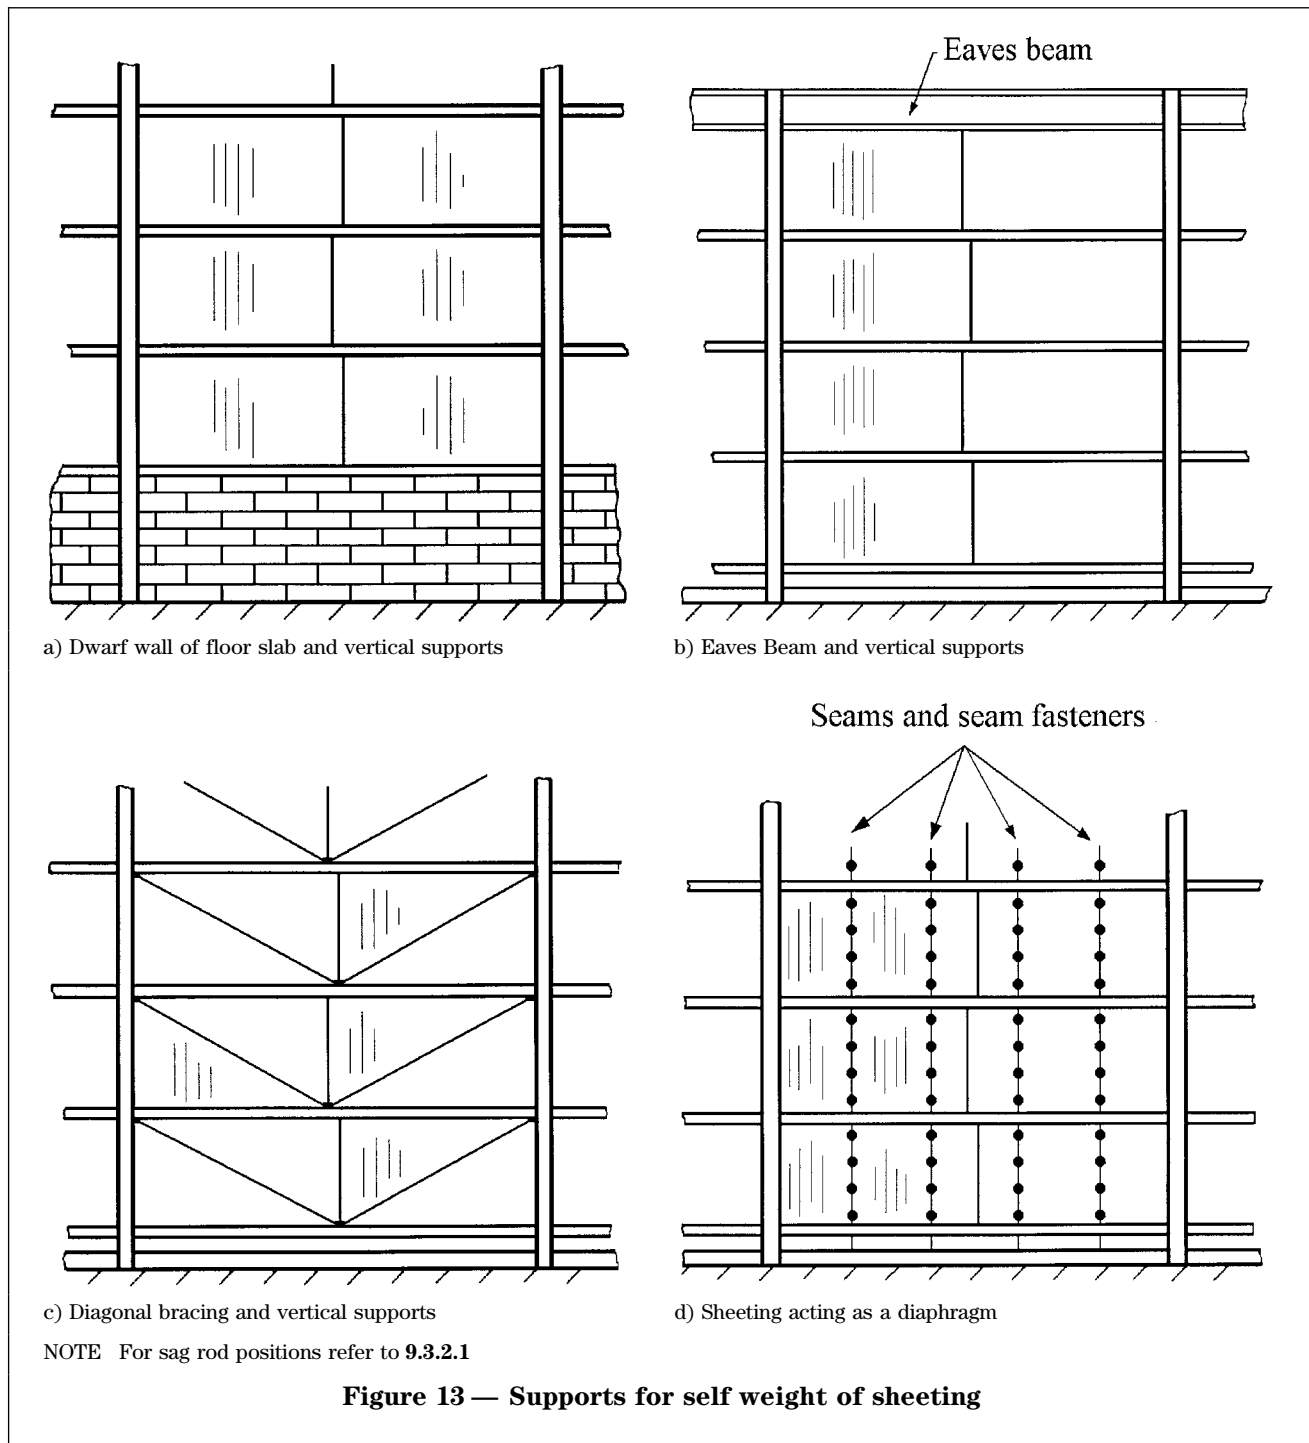 Eaves beam
a) Dwarf wall of floor slab and vertical supports
b) Eaves Beam and vertical supports
Seams and seam fasteners
c) Diagonal bracing and vertical supports
d) Sheeting acting as a diaphragm
NOTE For sag rod positions refer to 9.3.2.1
Figure 13 — Supports for self weight of sheeting